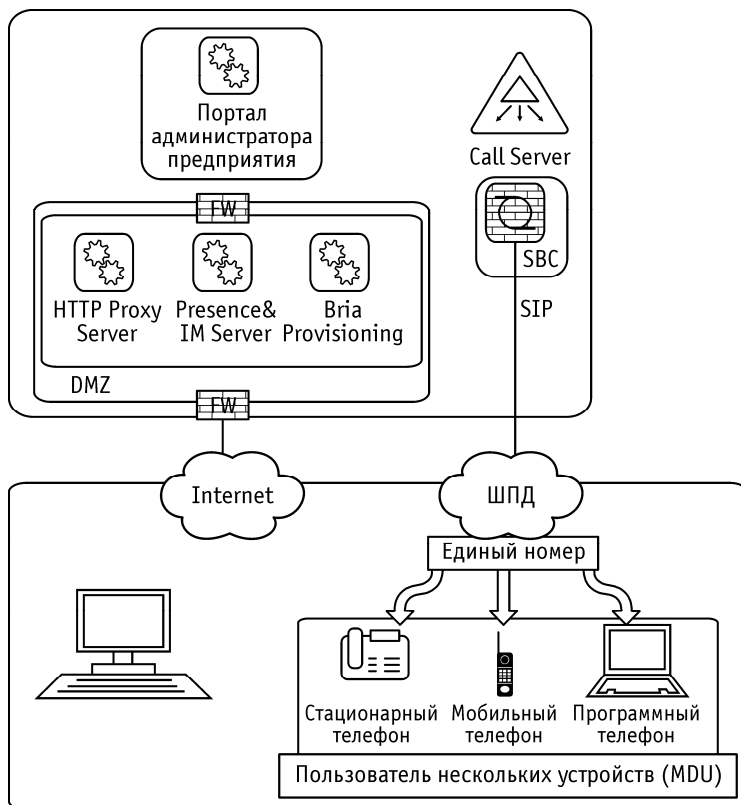 Портал
администратора
предприятия
Call Server
FW
SBC
HTTP Proxy
Server
Presence&
IM Server
Bria
Provisioning
SIP
DMZ
FW
Internet
ШПД
Единый номер
Стационарный
телефон
Мобильный
телефон
Программный
телефон
Пользователь нескольких устройств (MDU)